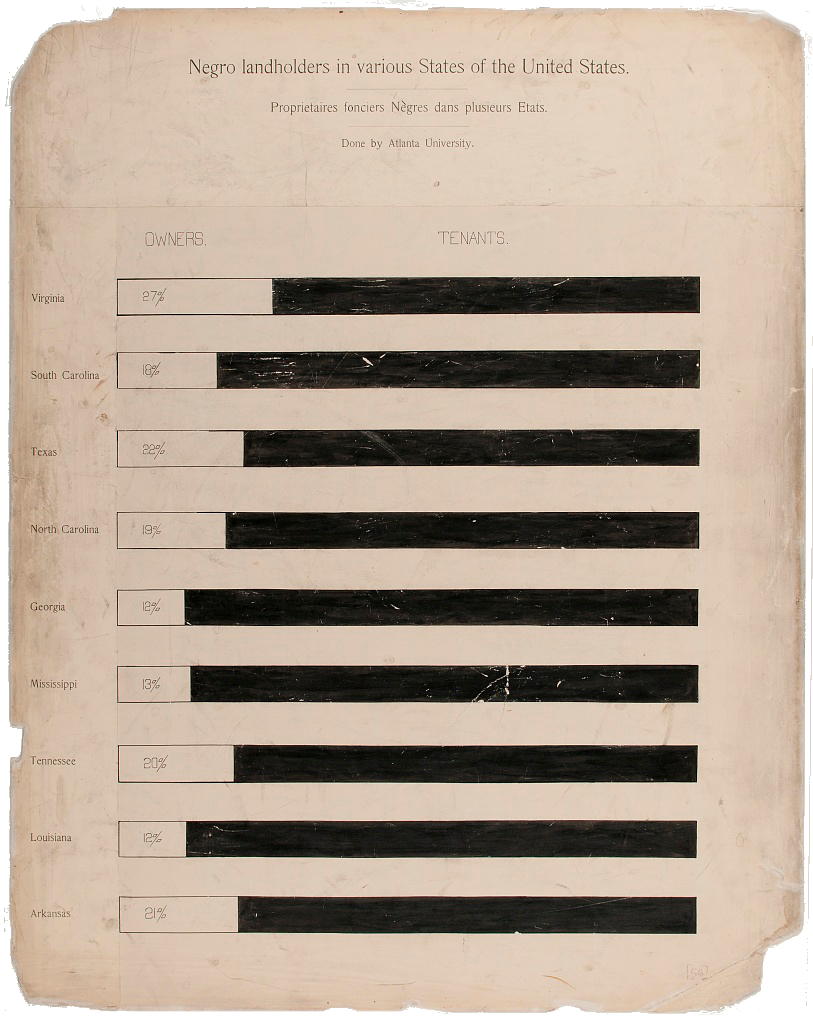 Negro landholders in various States of the United States.
Proprietaires fonciers Nègres dans plusieurs Etats.
Done by Atlanta University.
OWNERS. TENANTS.
Virginia 27%
South Carolina 18%
Texas 22%
North Carolina 19%
Georgia 12%
Mississippi 13%
Tennessee 20%
Louisiana 12%
Arkansas 21%